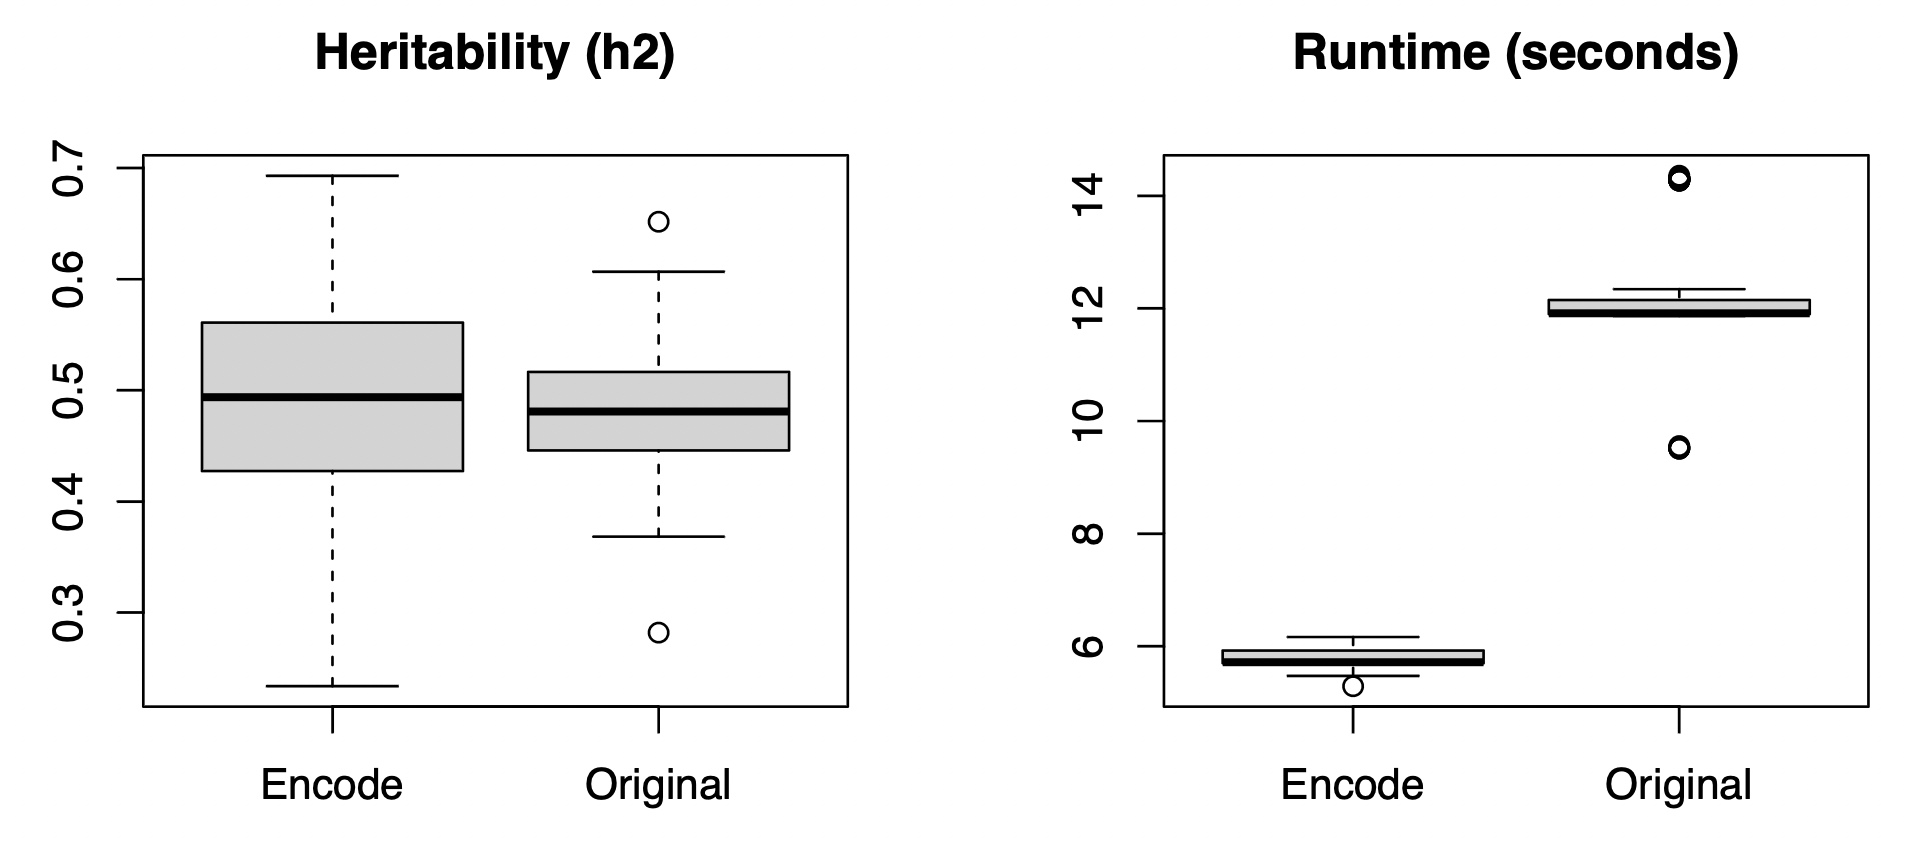 Heritability (h2)
0.7
0.6
0.5
0.4
0.3
Encode
Original
Runtime (seconds)
14
12
10
8
6
Encode
Original